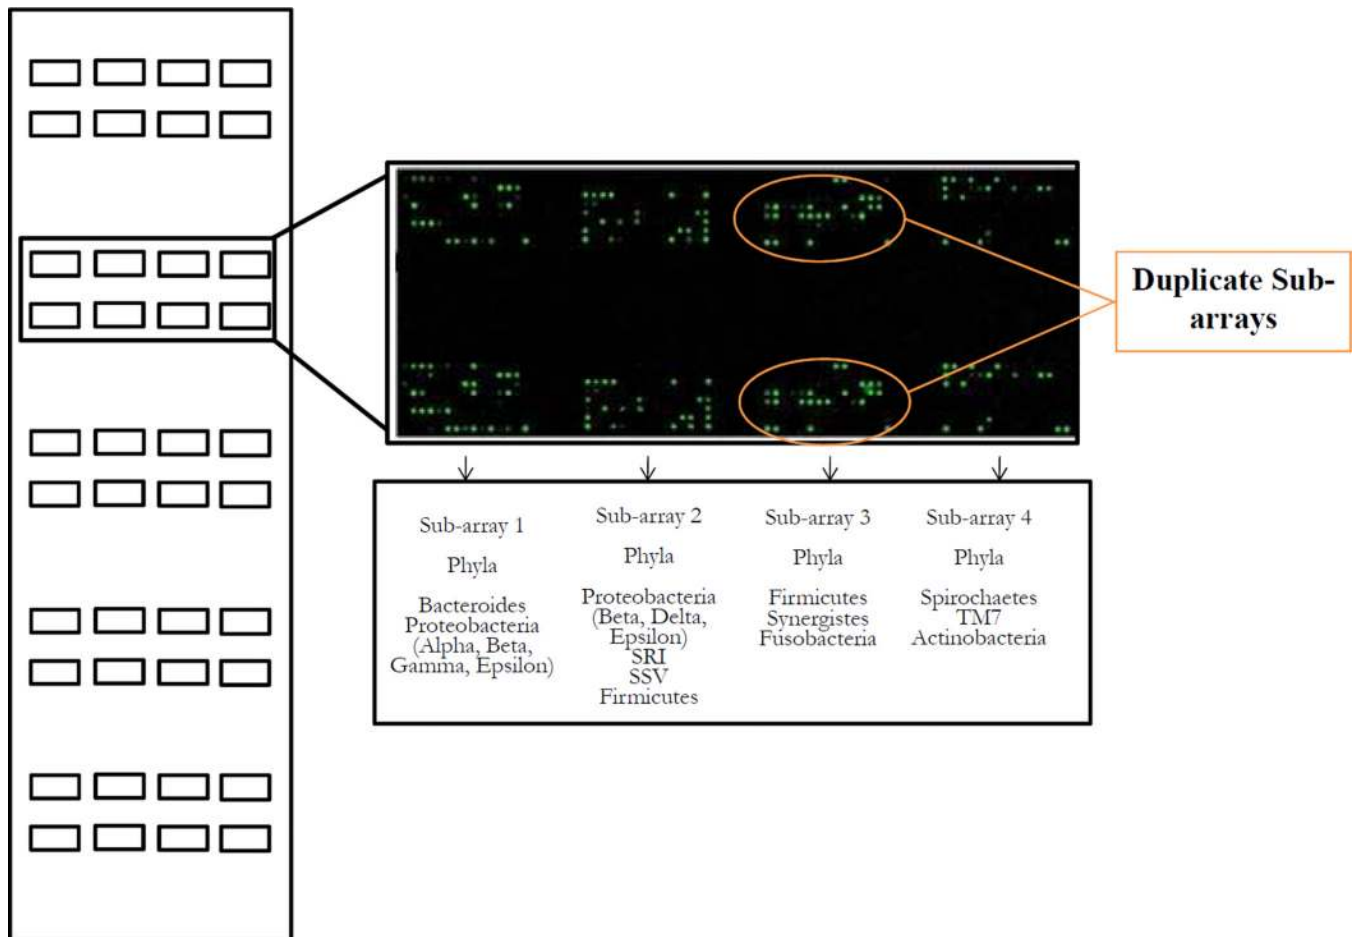 Duplicate Sub-
arrays
Sub-array 1
Phyla
Bacteroides
Proteobacteria
(Alpha, Beta,
Gamma, Epsilon)
Sub-array 2
Phyla
Proteobacteria
(Beta, Delta,
Epsilon)
SRI
SSV
Firmicutes
Sub-array 3
Phyla
Firmicutes
Synergistes
Fusobacteria
Sub-array 4
Phyla
Spirochaetes
TM7
Actinobacteria